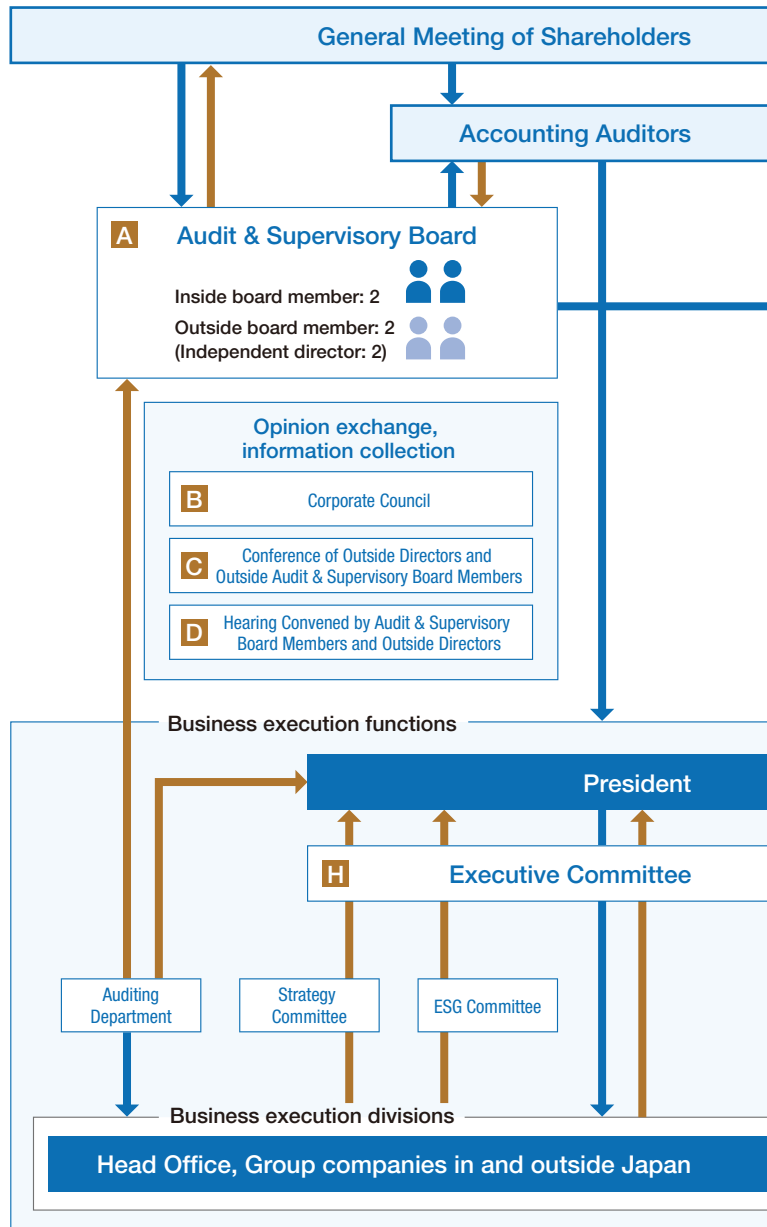 General Meeting of Shareholders
Accounting Auditors
A Audit & Supervisory Board
Inside board member: 2
Outside board member: 2
(Independent director: 2)
Opinion exchange,
information collection
B Corporate Council
C Conference of Outside Directors and
Outside Audit & Supervisory Board Members
D Hearing Convened by Audit & Supervisory
Board Members and Outside Directors
Business execution functions
President
H Executive Committee
Auditing
Department
Strategy
Committee
ESG Committee
Business execution divisions
Head Office, Group companies in and outside Japan